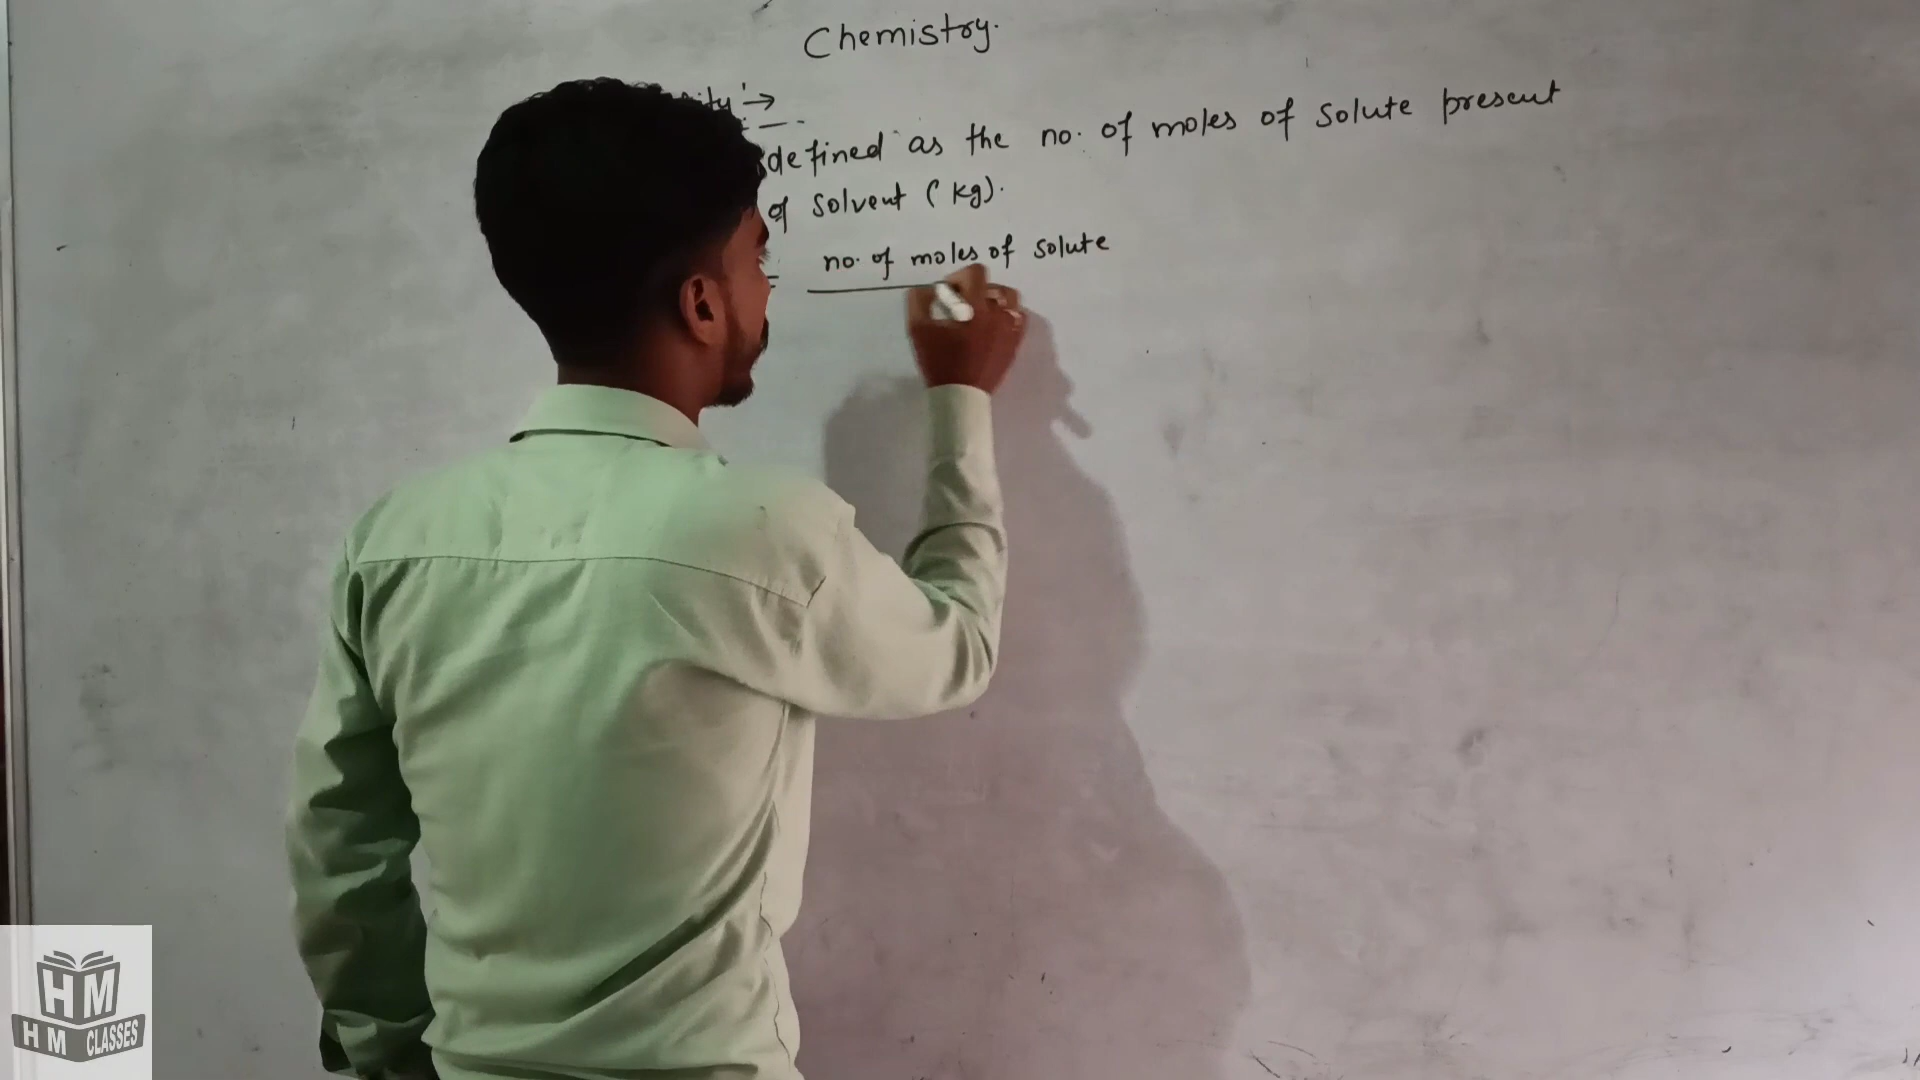 Chemistry.
defined as the no. of moles of solute present
of solvent (kg).
= no. of moles of solute
HM
HM CLASSES